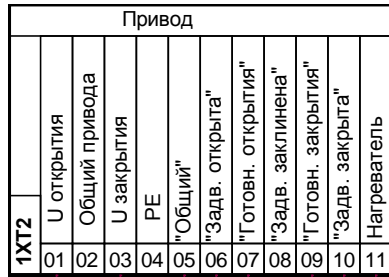 Привод
1XT2
U открытия
Общий привода
U закрытия
PE
"Общий"
"Задв. открыта"
"Готовн. открытия"
"Задв. заклинена"
"Готовн. закрытия"
"Задв. закрыта"
Нагреватель
01 02 03 04 05 06 07 08 09 10 11